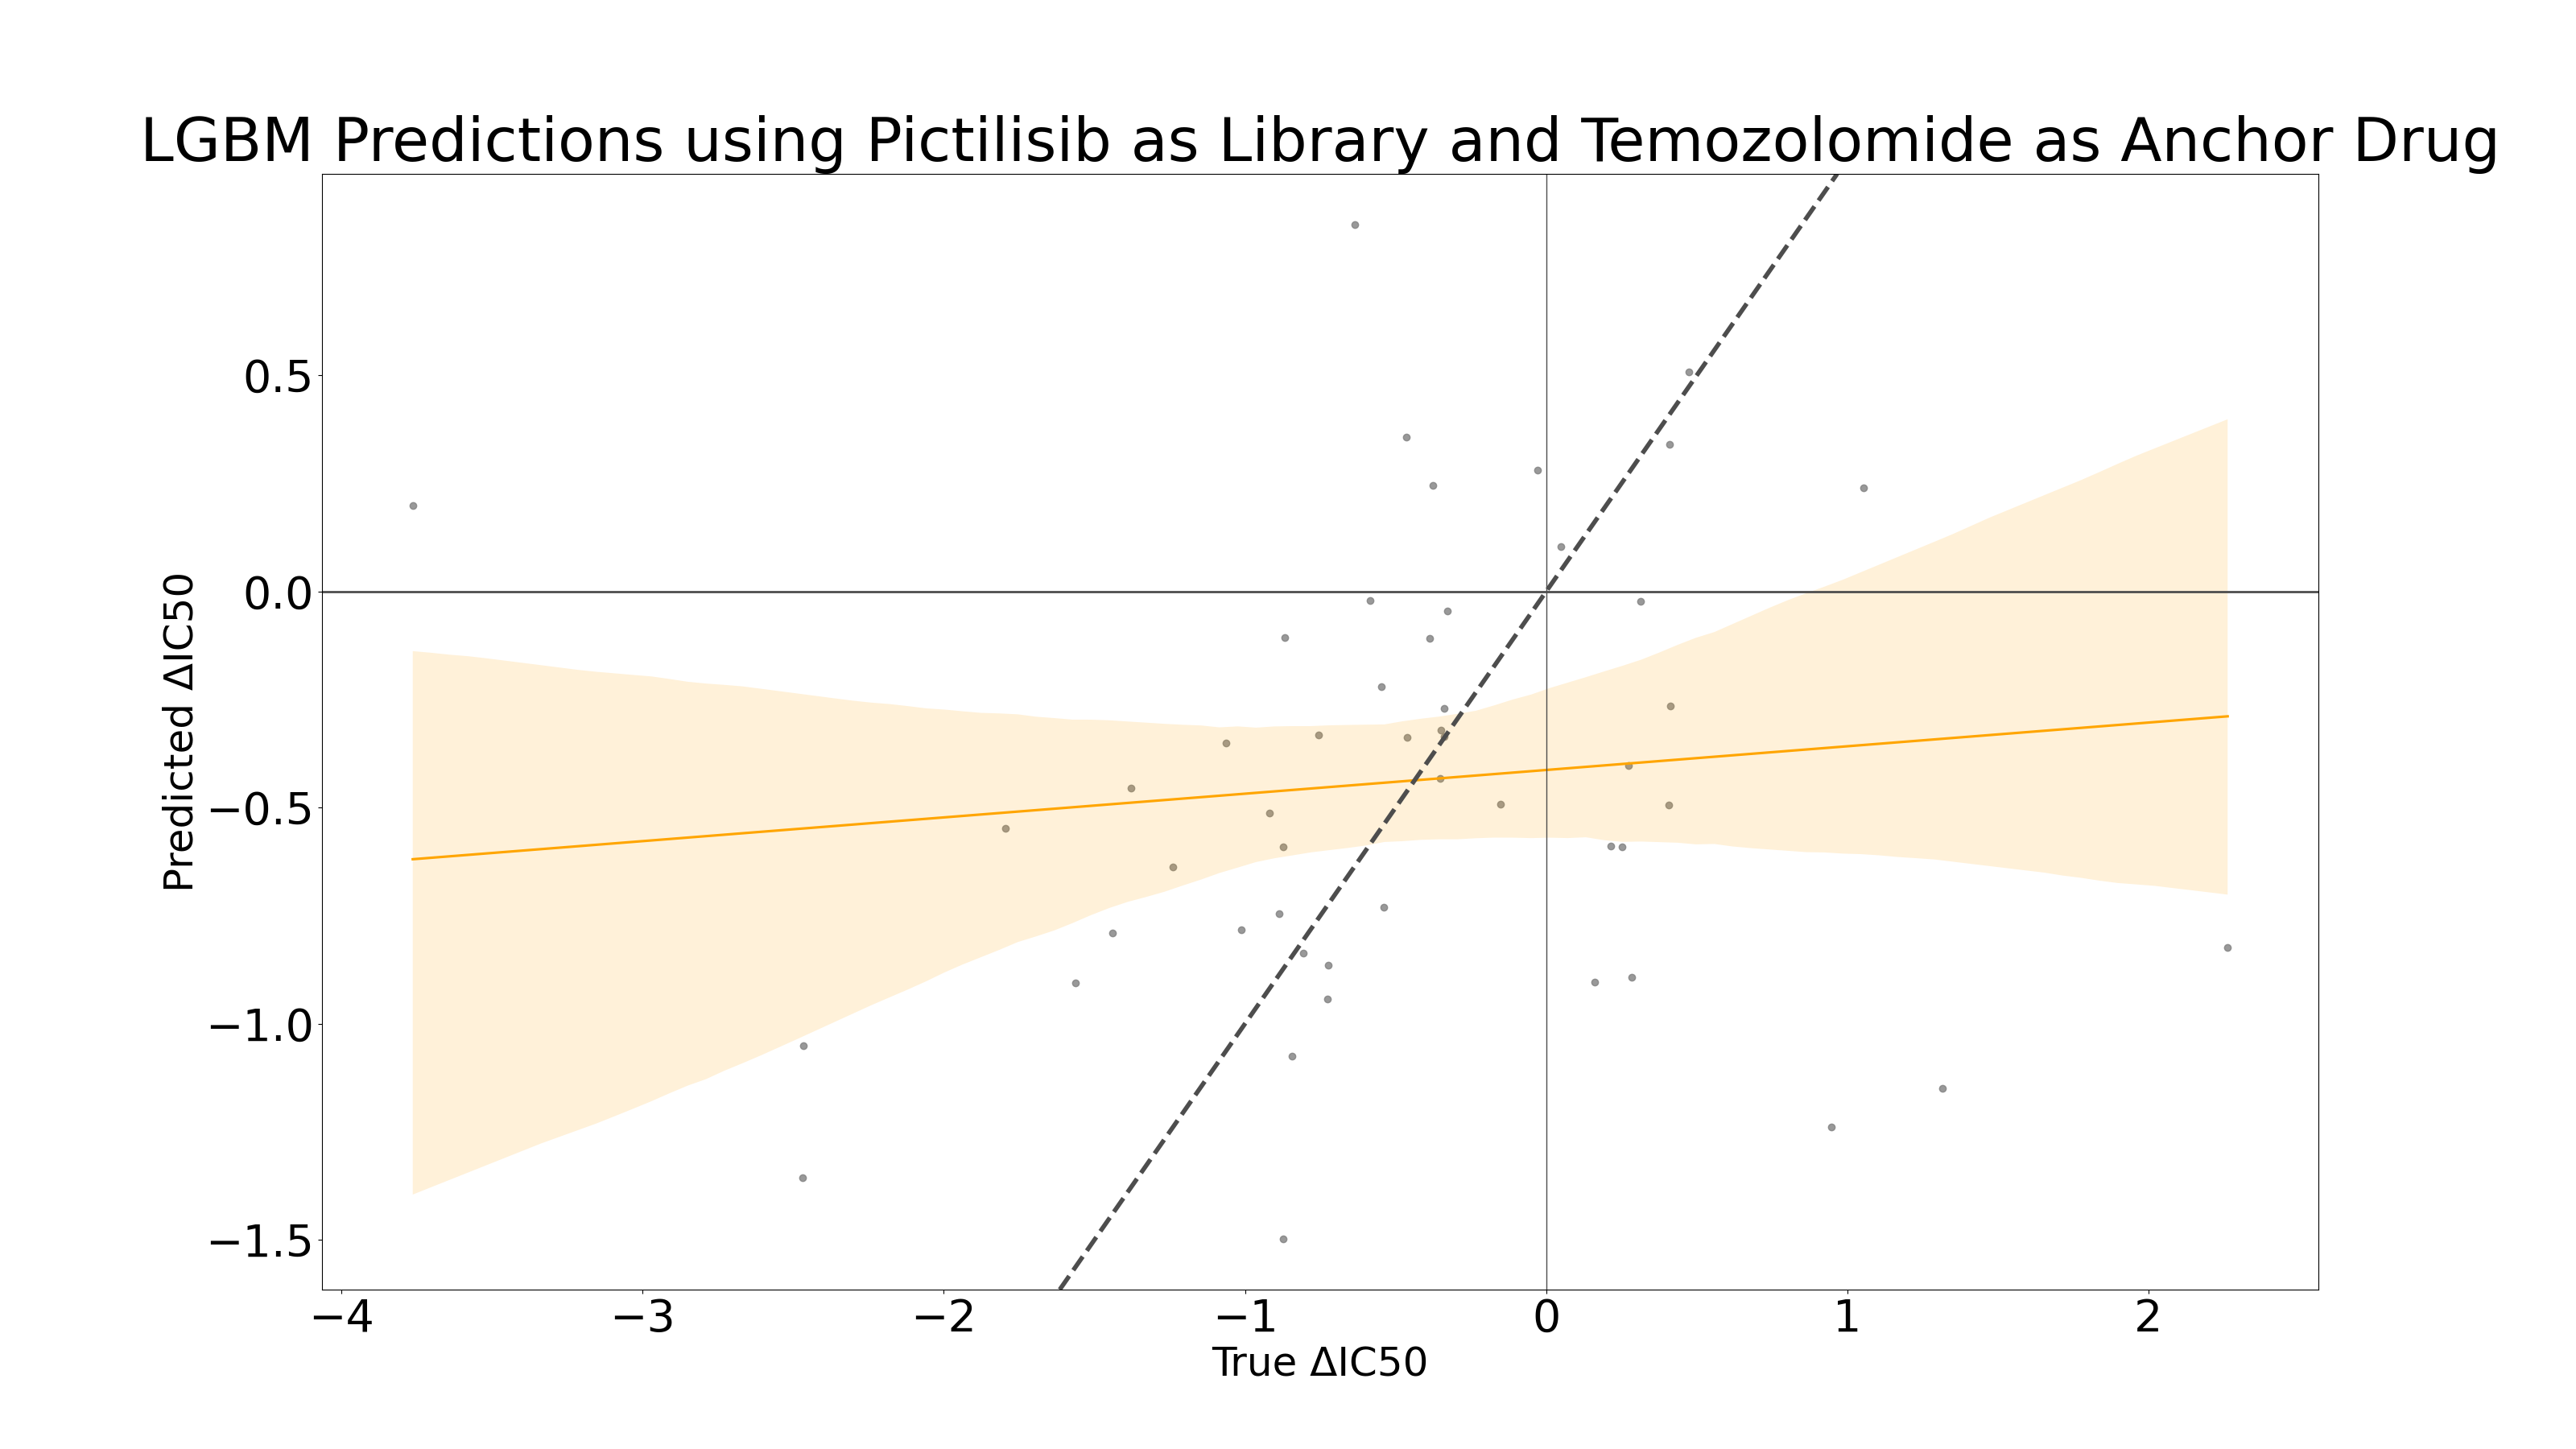 LGBM Predictions using Pictilisib as Library and Temozolomide as Anchor Drug
0.5
0.0
−0.5
−1.0
−1.5
Predicted ΔIC50
−4 −3 −2 −1 0 1 2
True ΔIC50